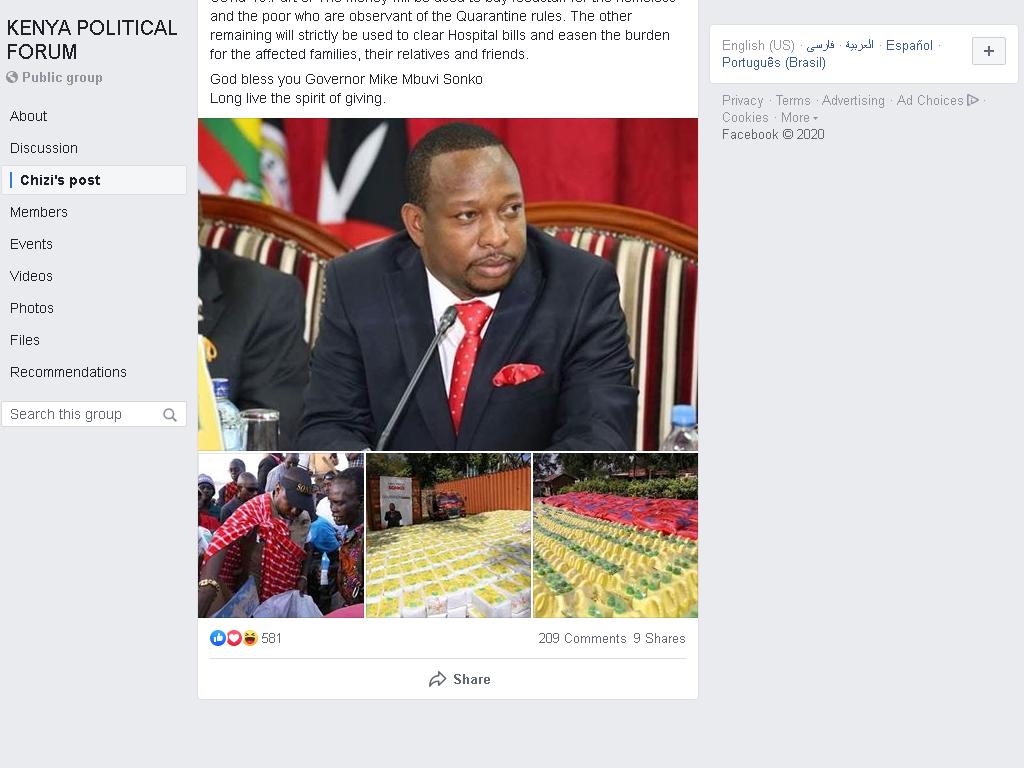 KENYA POLITICAL
FORUM
Public group
About
Discussion
Chizi's post
Members
Events
Videos
Photos
Files
Recommendations
Search this group
and the poor who are observant of the Quarantine rules. The other
remaining will strictly be used to clear Hospital bills and easen the burden
for the affected families, their relatives and friends.
God bless you Governor Mike Mbuvi Sonko
Long live the spirit of giving.
SONKO
581
209 Comments 9 Shares
Share
English (US) · فارسی · العربية · Español ·
Português (Brasil)
Privacy · Terms · Advertising · Ad Choices ·
Cookies · More
Facebook © 2020